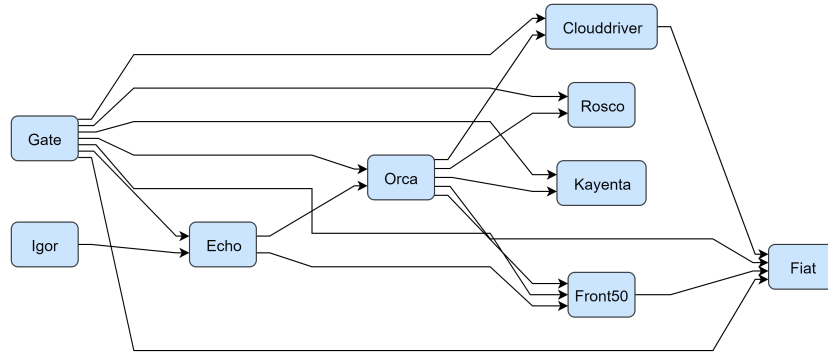 Clouddriver
Rosco
Gate
Orca
Kayenta
Igor
Echo
Fiat
Front50